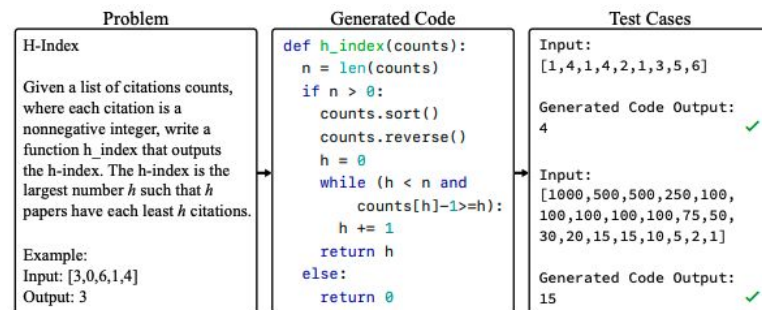 Problem
H-Index
Given a list of citations counts,
where each citation is a
nonnegative integer, write a
function h_index that outputs
the h-index. The h-index is the
largest number h such that h
papers have each least h citations.
Example:
Input: [3,0,6,1,4]
Output: 3
Generated Code
def h_index(counts):
  n = len(counts)
  if n > 0:
    counts.sort()
    counts.reverse()
    h = 0
    while (h < n and
        counts[h]-1>=h):
      h += 1
    return h
  else:
    return 0
Test Cases
Input:
[1,4,1,4,2,1,3,5,6]
Generated Code Output:
4
Input:
[1000,500,500,250,100,
100,100,100,100,75,50,
30,20,15,15,10,5,2,1]
Generated Code Output:
15